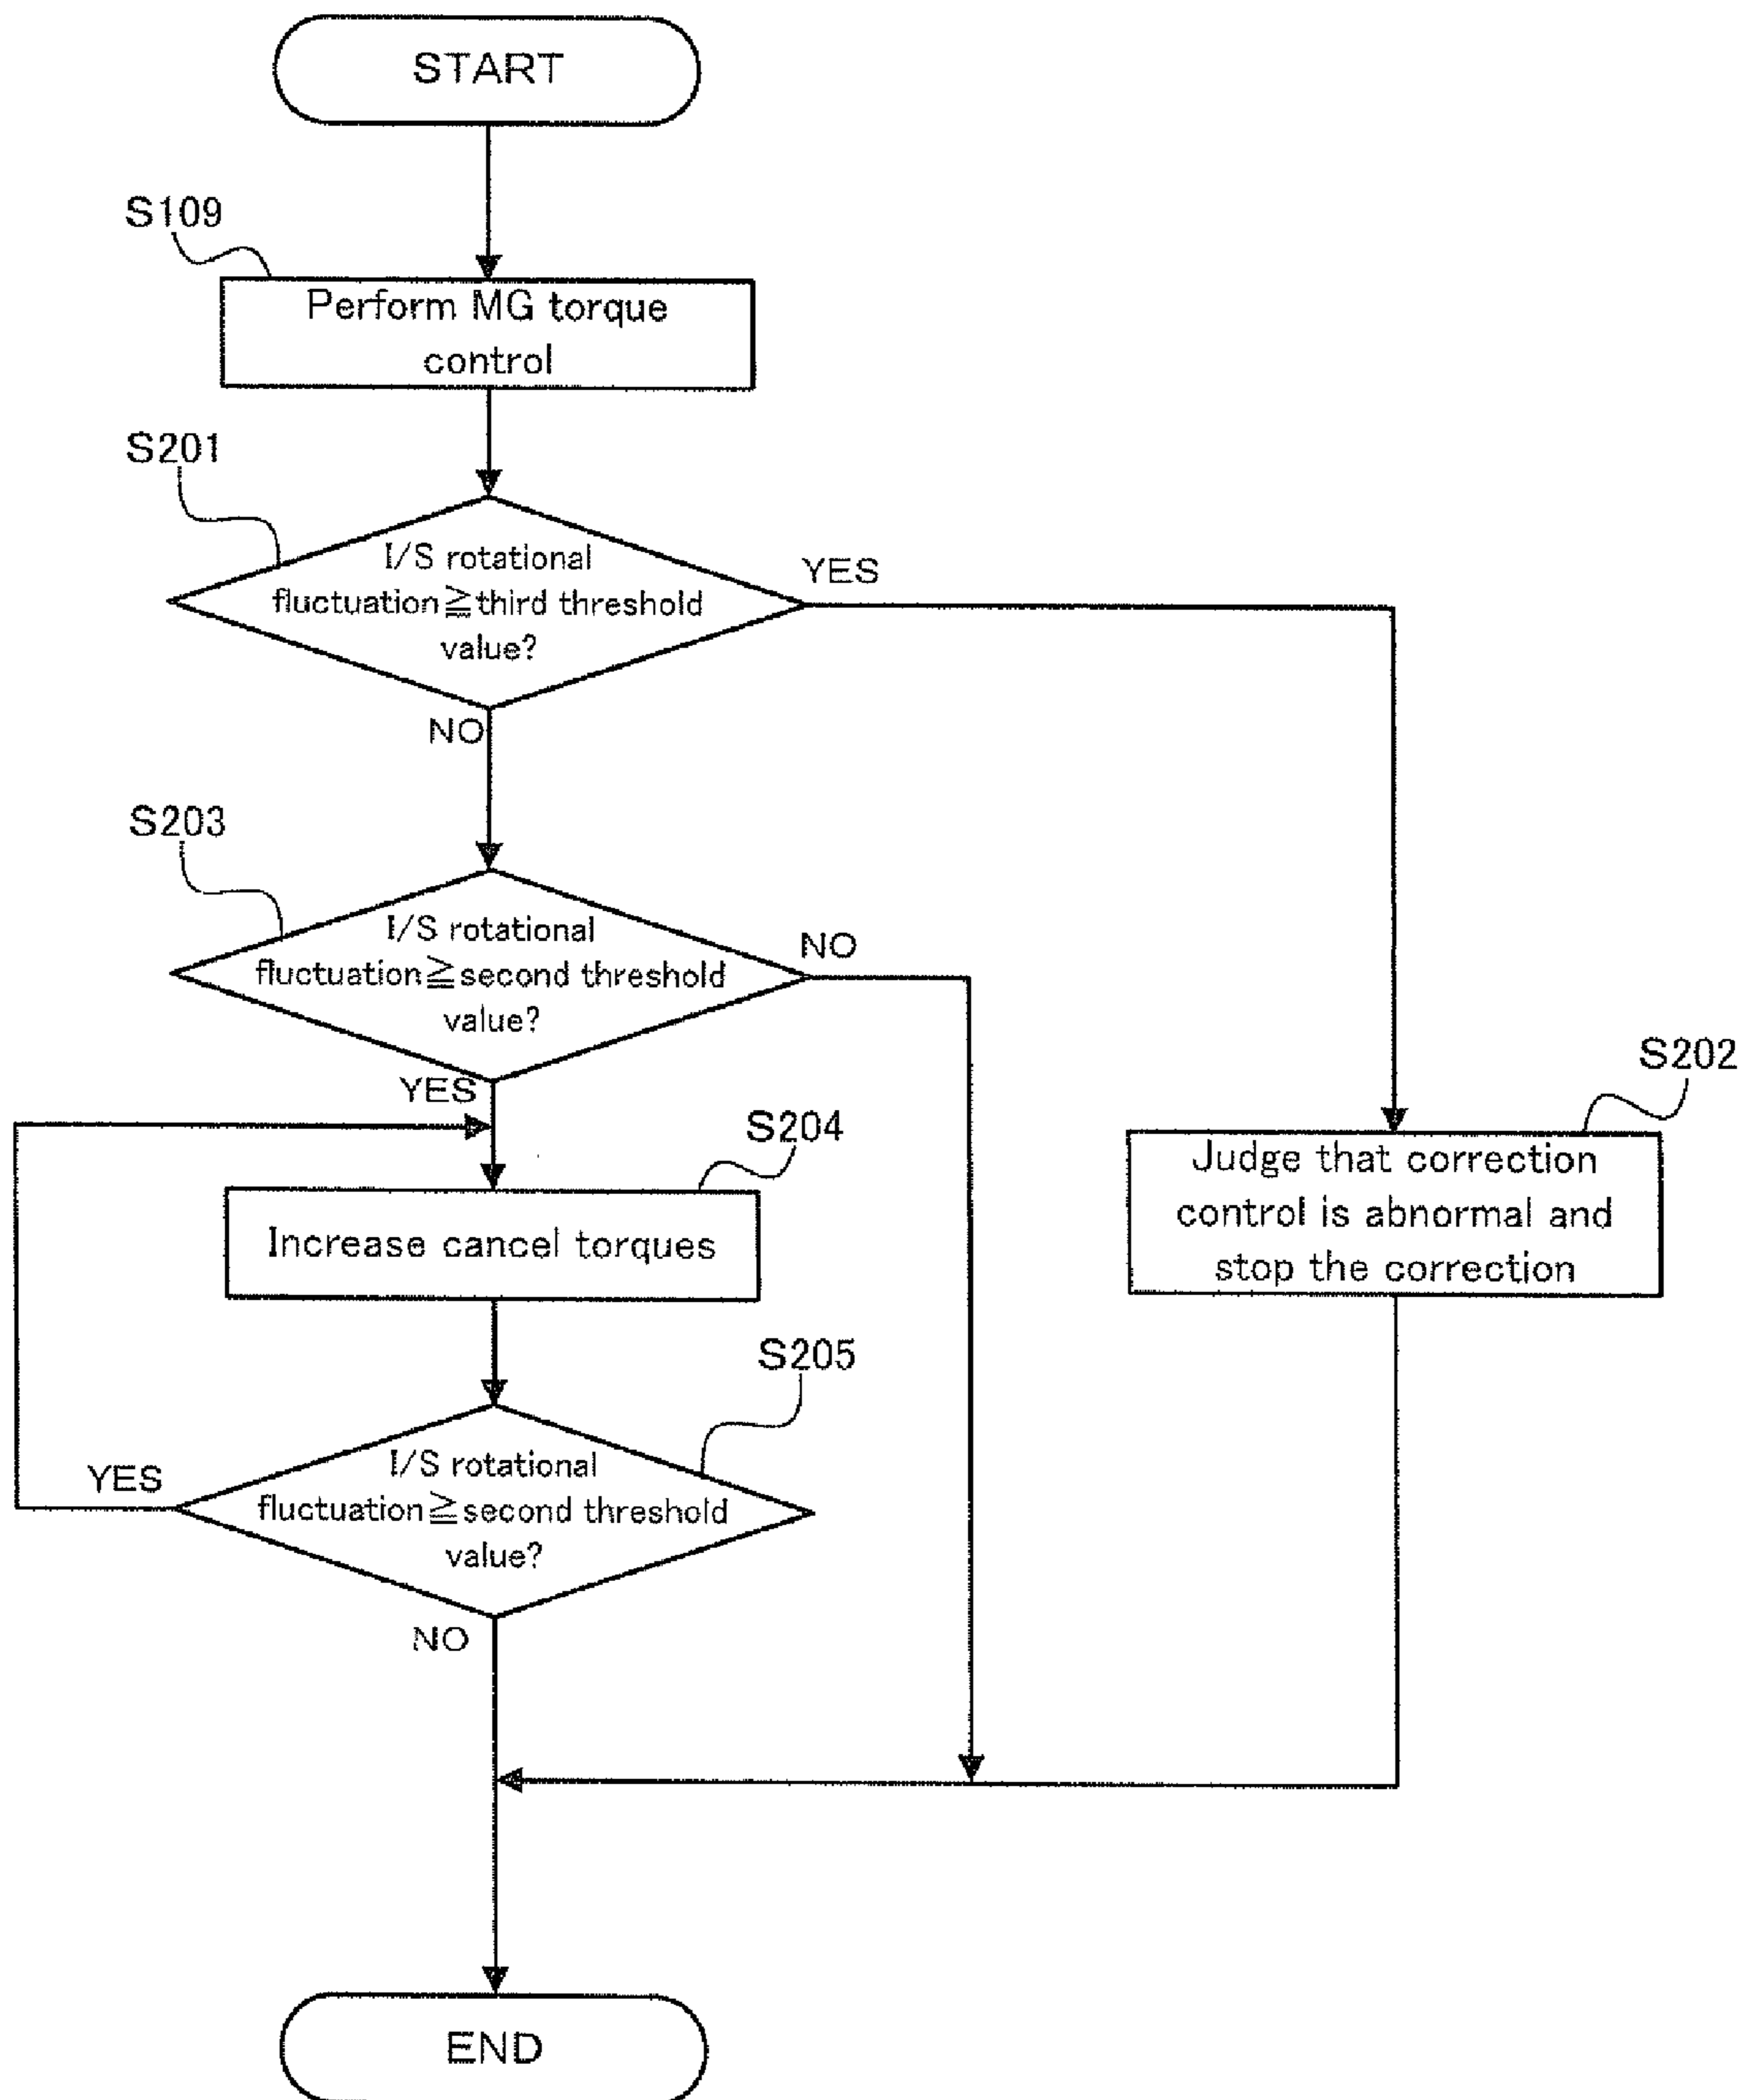 START
S109
Perform MG torque
control
S201
I/S rotational
fluctuation≧third threshold
value?
YES
NO
S203
I/S rotational
fluctuation≧second threshold
value?
NO
YES
S202
Judge that correction
control is abnormal and
stop the correction
S204
Increase cancel torques
S205
I/S rotational
fluctuation≧second threshold
value?
YES
NO
END